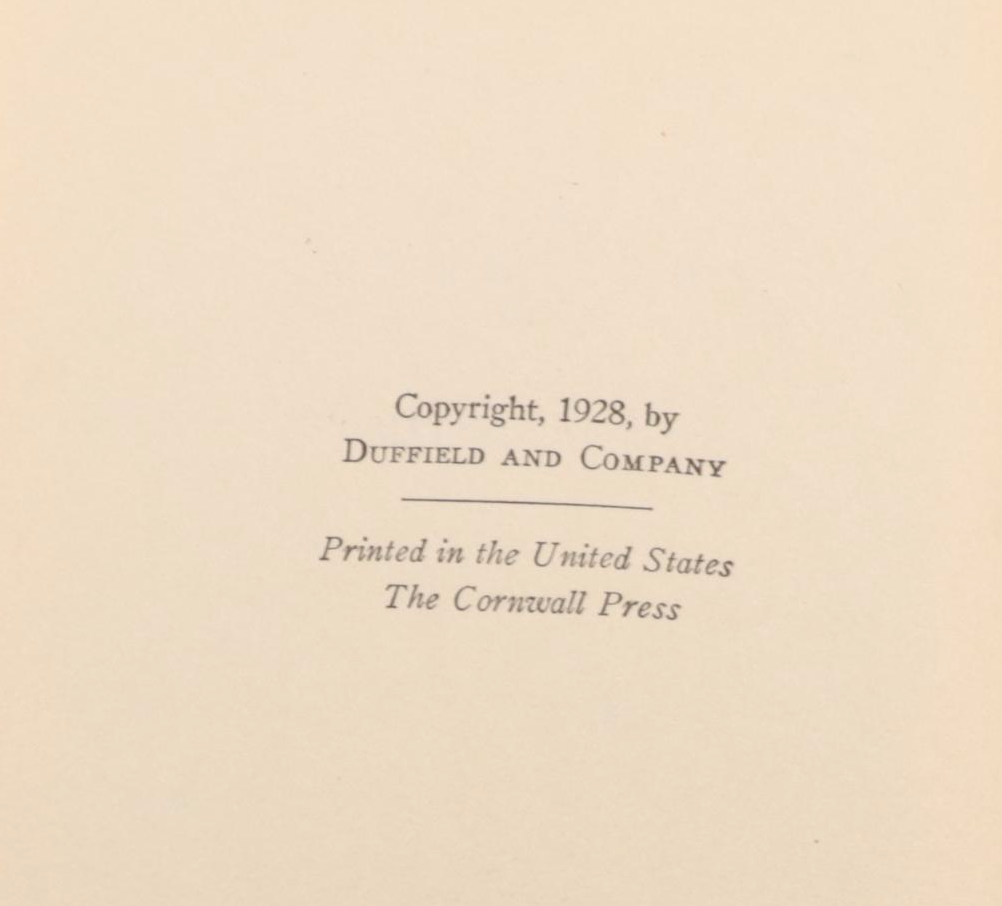 Copyright, 1928, by
DUFFIELD AND COMPANY
Printed in the United States
The Cornwall Press